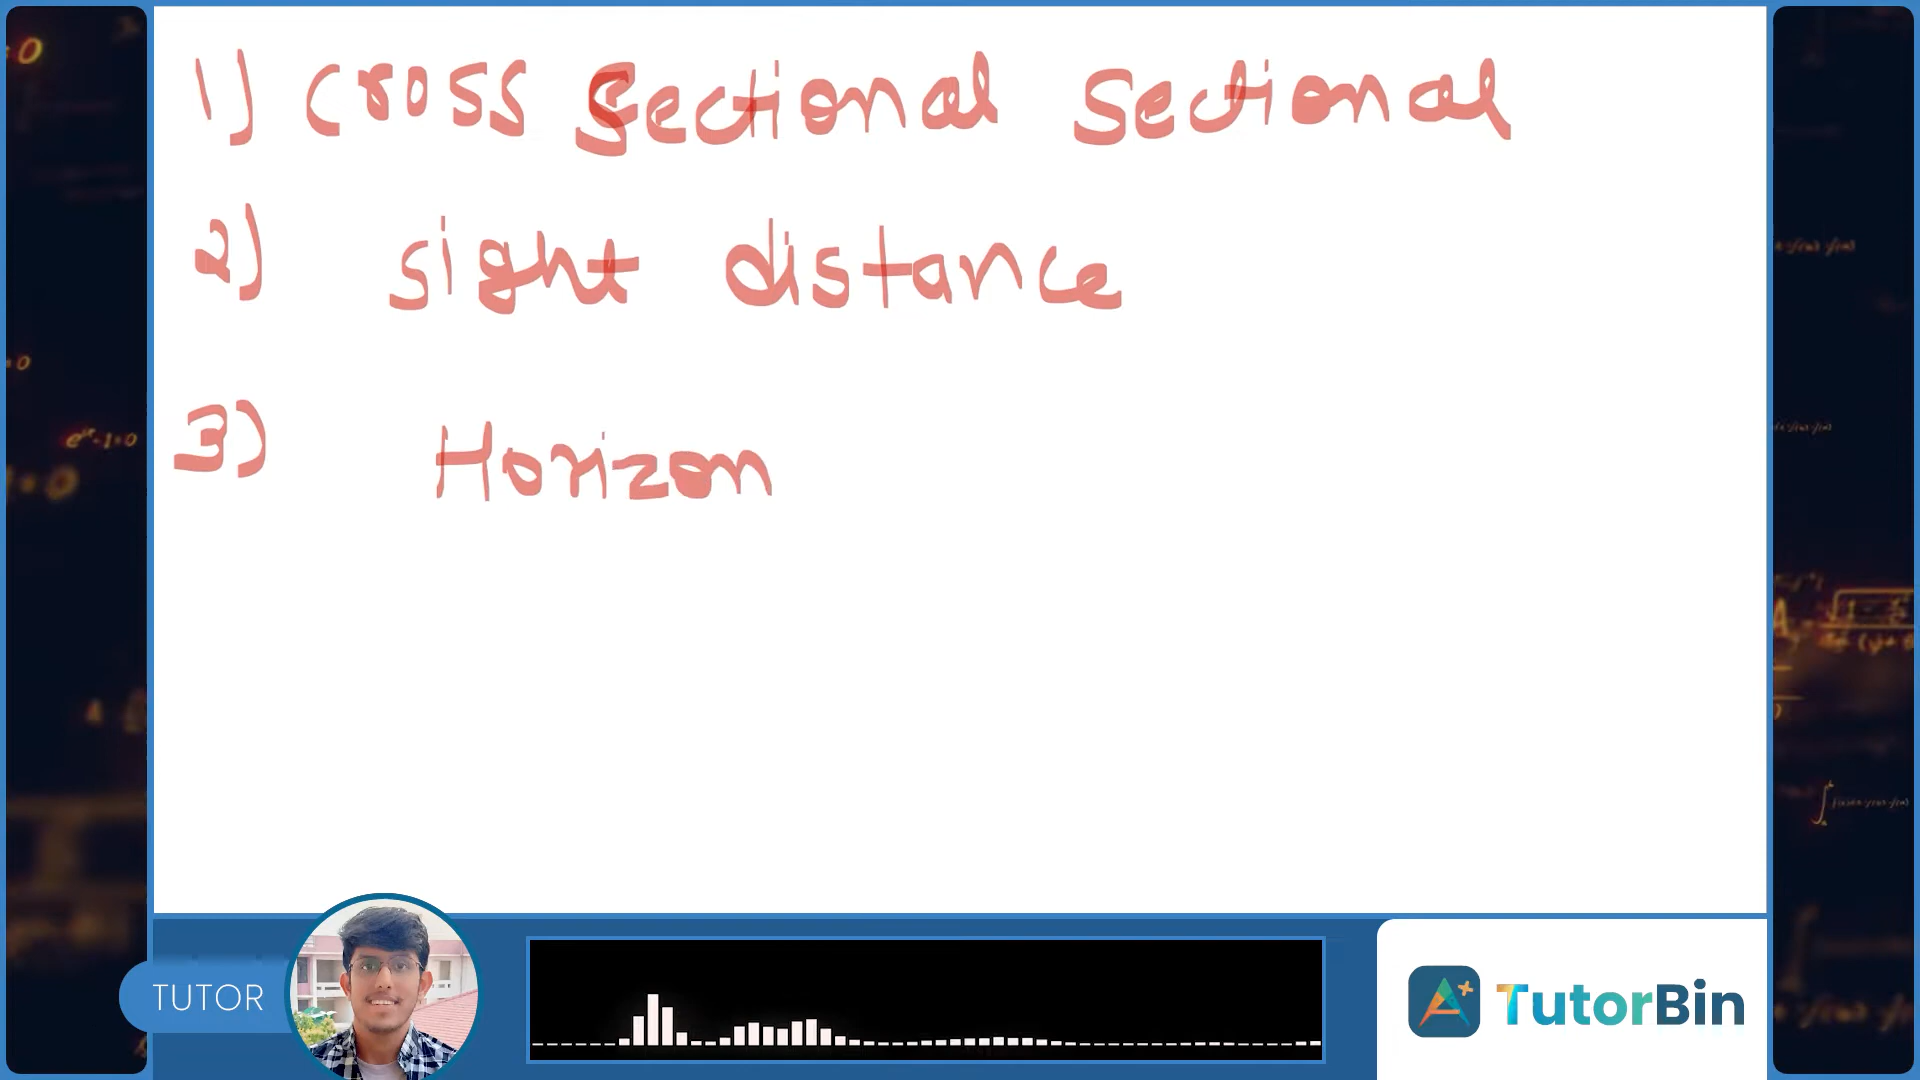 1) Cross Sectional Sectional
2) sight distance
3) Horizon
TUTOR
A+ TutorBin